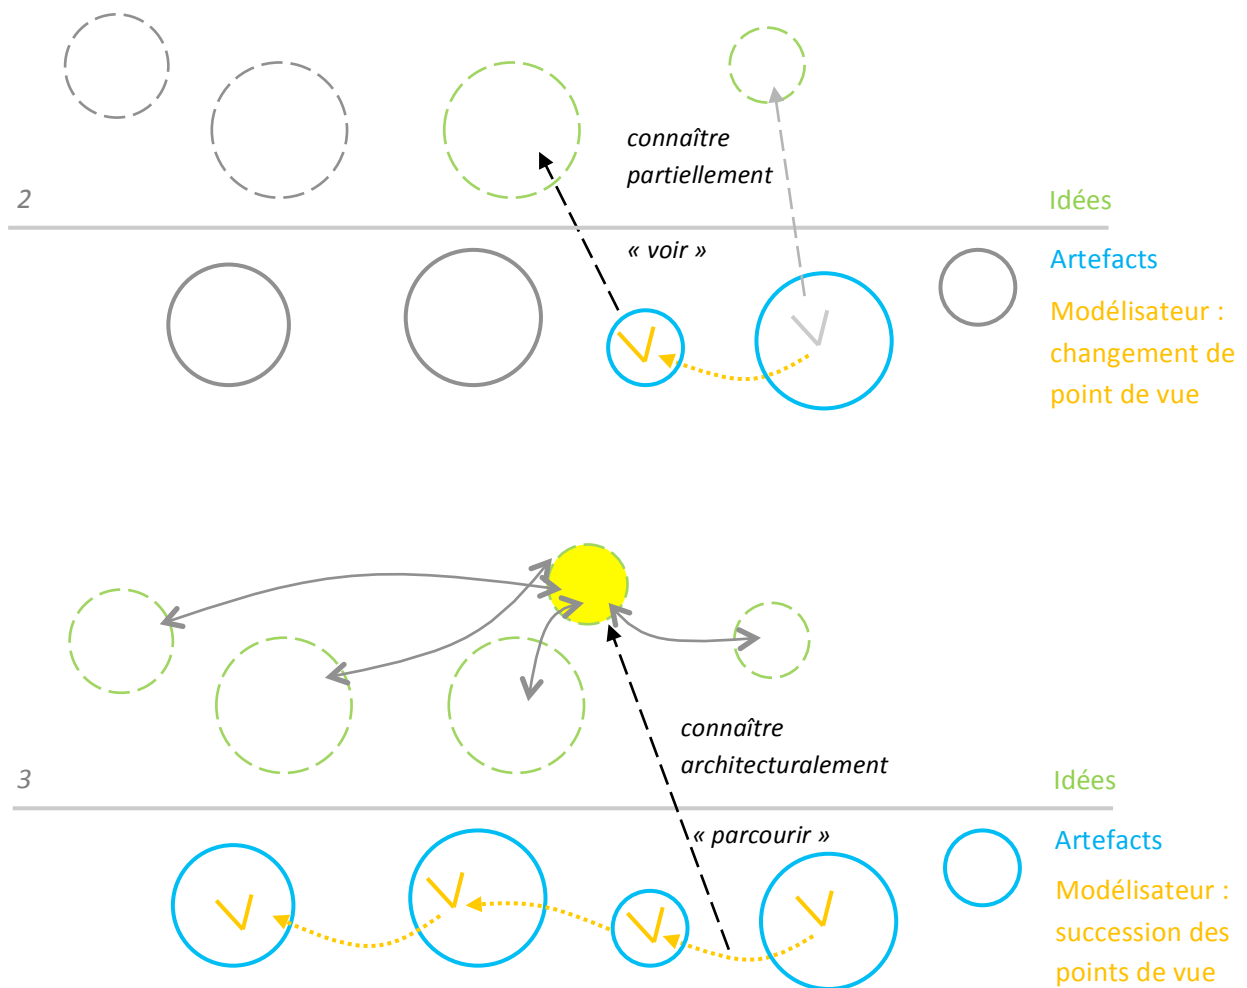 connaître
partiellement
2
Idées
« voir »
Artefacts
Modélisateur :
changement de
point de vue
connaître
architecturalement
3
Idées
« parcourir »
Artefacts
Modélisateur :
succession des
points de vue